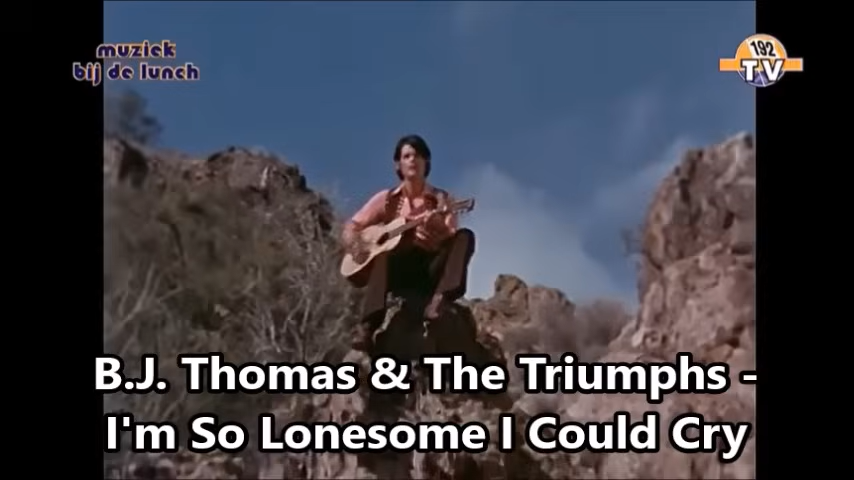 muziek
bij de lunch
192
TV
B.J. Thomas & The Triumphs -
I'm So Lonesome I Could Cry